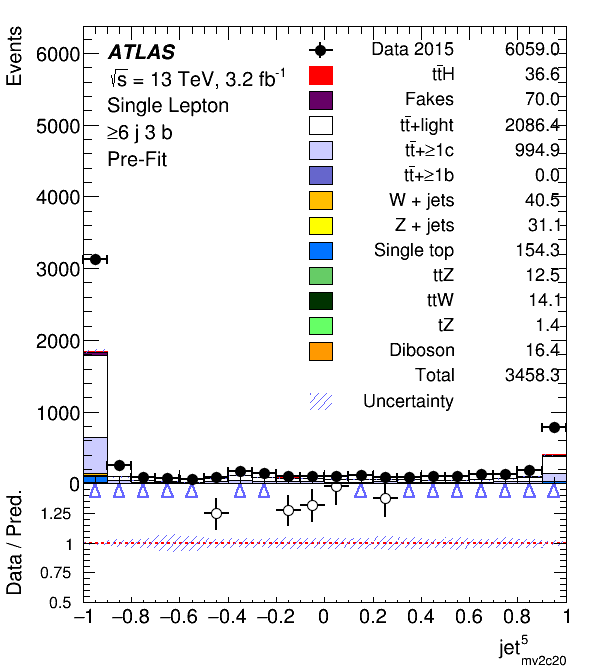 Events
6000
5000
4000
3000
2000
1000
0
ATLAS
√s = 13 TeV, 3.2 fb-1
Single Lepton
≥6 j 3 b
Pre-Fit
Data 2015 6059.0
tt̄H 36.6
Fakes 70.0
tt̄+light 2086.4
tt̄+≥1c 994.9
tt̄+≥1b 0.0
W + jets 40.5
Z + jets 31.1
Single top 154.3
ttZ 12.5
ttW 14.1
tZ 1.4
Diboson 16.4
Total 3458.3
Uncertainty
Data / Pred.
1.25
1
0.75
0.5
−1 −0.8 −0.6 −0.4 −0.2 0 0.2 0.4 0.6 0.8 1
jet5mv2c20